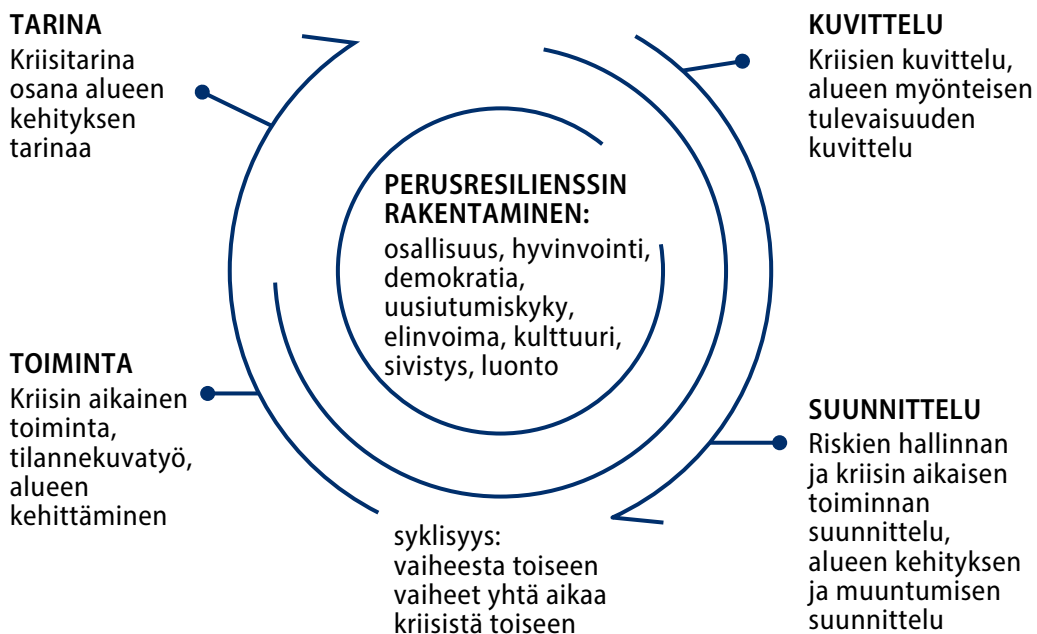 TARINA
Kriisitarina
osana alueen
kehityksen
tarinaa
KUVITTELU
Kriisien kuvittelu,
alueen myönteisen
tulevaisuuden
kuvittelu
PERUSRESILIENSSIN
RAKENTAMINEN:
osallisuus, hyvinvointi,
demokratia,
uusiutumiskyky,
elinvoima, kulttuuri,
sivistys, luonto
TOIMINTA
Kriisin aikainen
toiminta,
tilannekuvatyö,
alueen
kehittäminen
SUUNNITTELU
Riskien hallinnan
ja kriisin aikaisen
toiminnan
suunnittelu,
alueen kehityksen
ja muuntumisen
suunnittelu
syklisyys:
vaiheesta toiseen
vaiheet yhtä aikaa
kriisistä toiseen